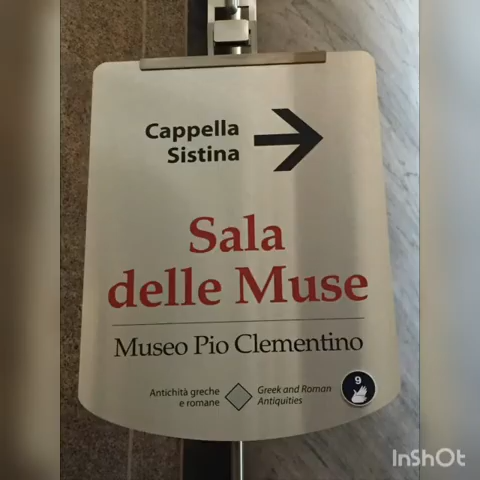 Cappella
Sistina
Sala
delle Muse
Museo Pio Clementino
Antichità greche
e romane
Greek and Roman
Antiquities
9
InShOt